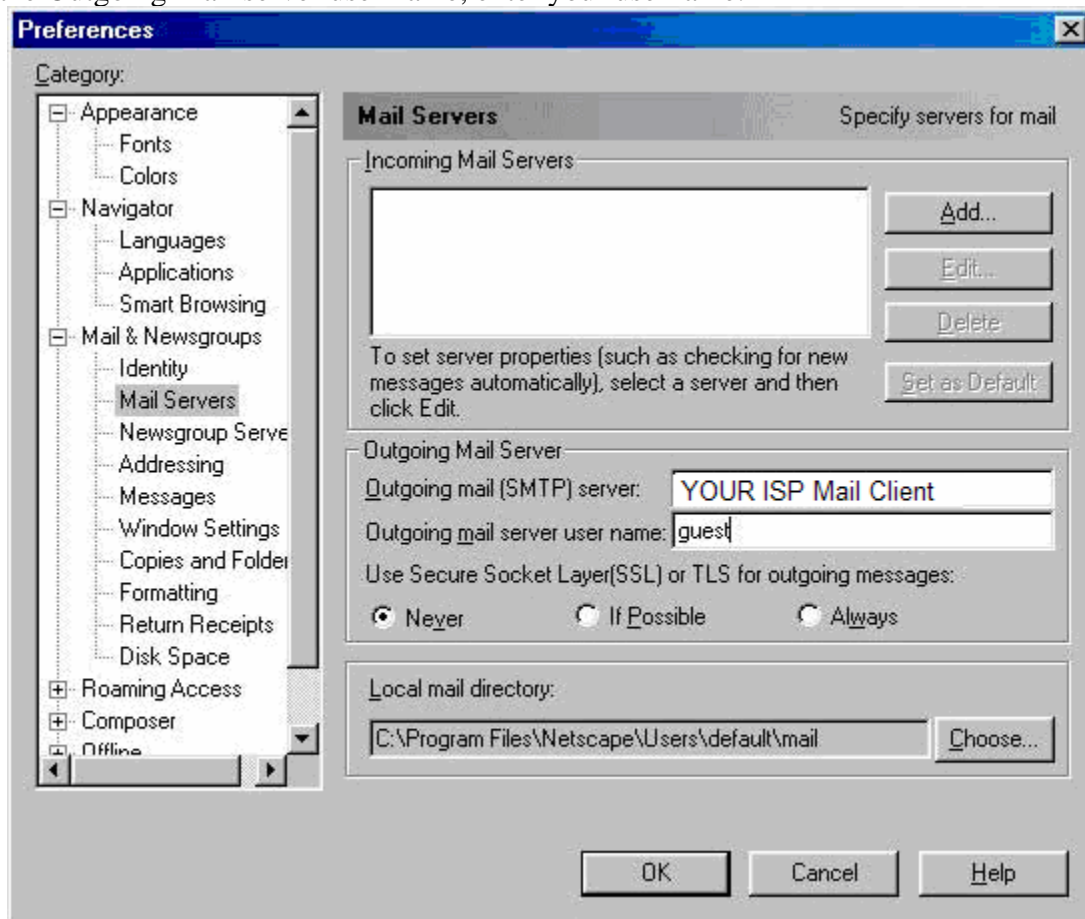 Preferences
Category:
Appearance
Fonts
Colors
Navigator
Languages
Applications
Smart Browsing
Mail & Newsgroups
Identity
Mail Servers
Newsgroup Serve
Addressing
Messages
Window Settings
Copies and Folder
Formatting
Return Receipts
Disk Space
Roaming Access
Composer
Offline
Mail Servers Specify servers for mail
Incoming Mail Servers
Add...
Edit...
Delete
Set as Default
To set server properties (such as checking for new
messages automatically), select a server and then
click Edit.
Outgoing Mail Server
Outgoing mail (SMTP) server: YOUR ISP Mail Client
Outgoing mail server user name: guest
Use Secure Socket Layer(SSL) or TLS for outgoing messages:
Never If Possible Always
Local mail directory:
C:\Program Files\Netscape\Users\default\mail Choose...
OK Cancel Help